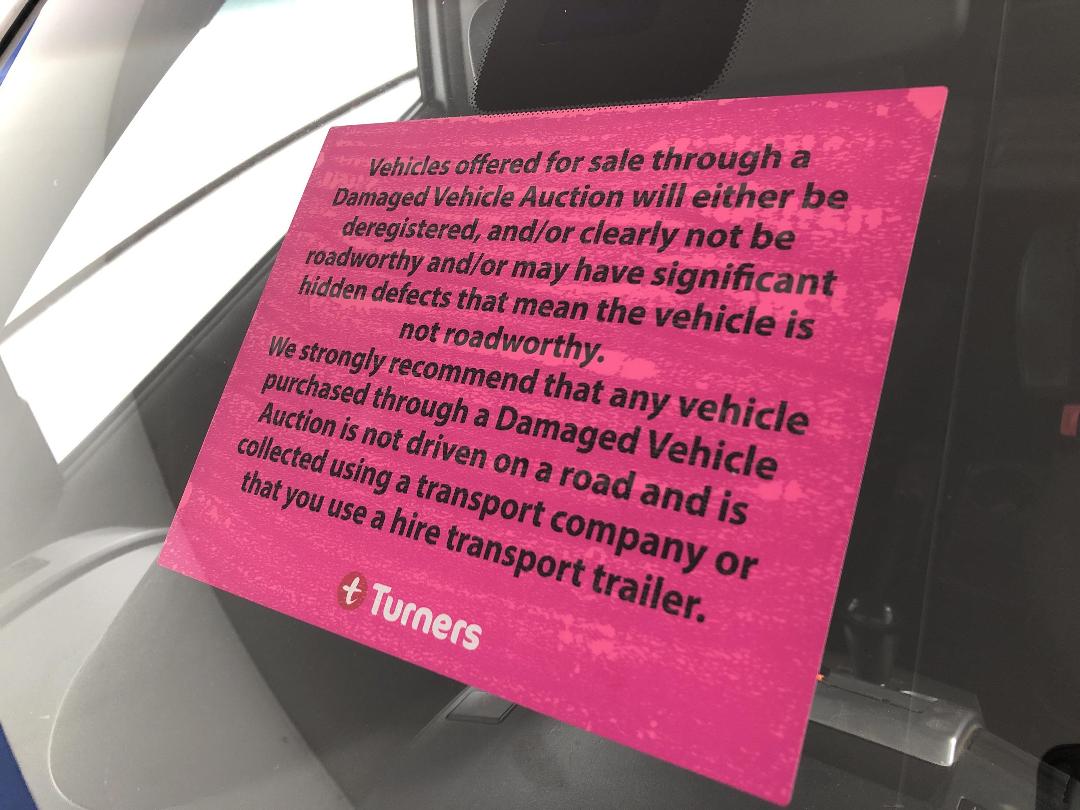 Vehicles offered for sale through a
Damaged Vehicle Auction will either be
deregistered, and/or clearly not be
roadworthy and/or may have significant
hidden defects that mean the vehicle is
not roadworthy.
We strongly recommend that any vehicle
purchased through a Damaged Vehicle
Auction is not driven on a road and is
collected using a transport company or
that you use a hire transport trailer.
t Turners